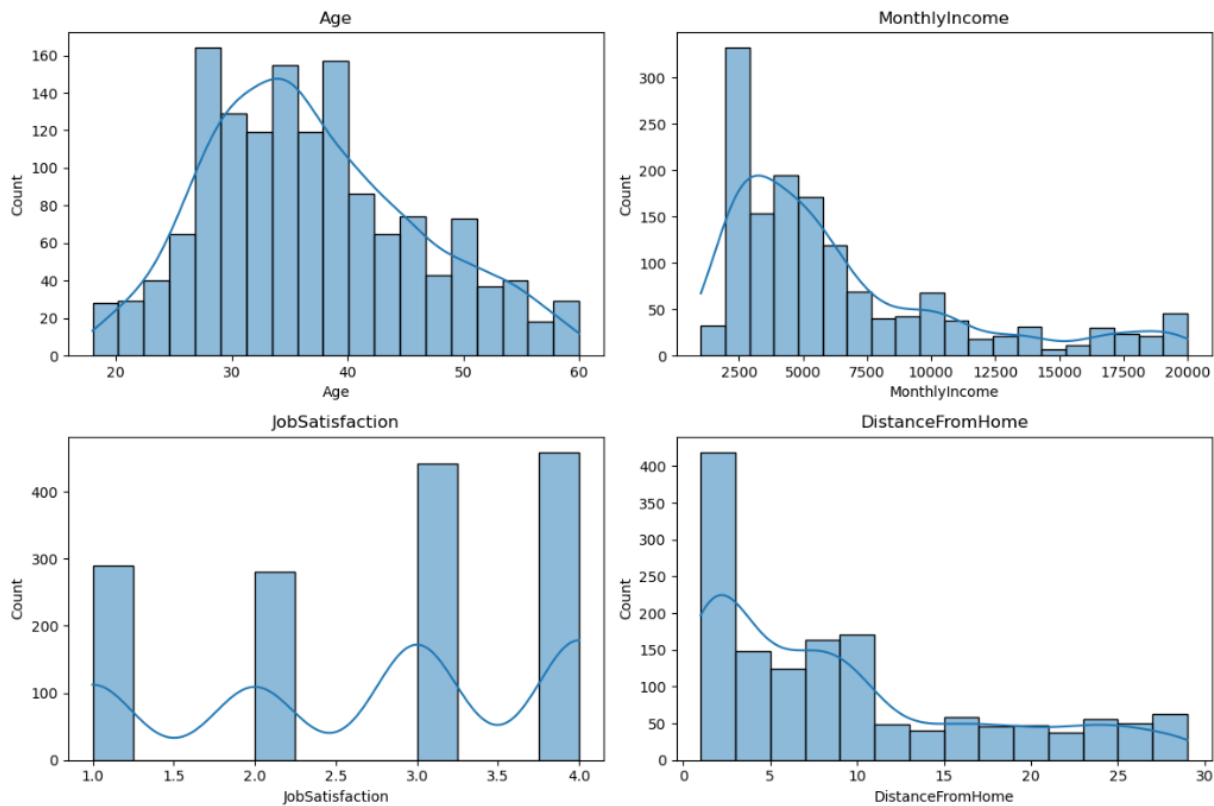 Age
160
140
120
100
80
60
40
20
0
Count
20 30 40 50 60
Age
MonthlyIncome
300
250
200
150
100
50
0
Count
2500 5000 7500 10000 12500 15000 17500 20000
MonthlyIncome
JobSatisfaction
400
300
200
100
0
Count
1.0 1.5 2.0 2.5 3.0 3.5 4.0
JobSatisfaction
DistanceFromHome
400
350
300
250
200
150
100
50
0
Count
0 5 10 15 20 25 30
DistanceFromHome